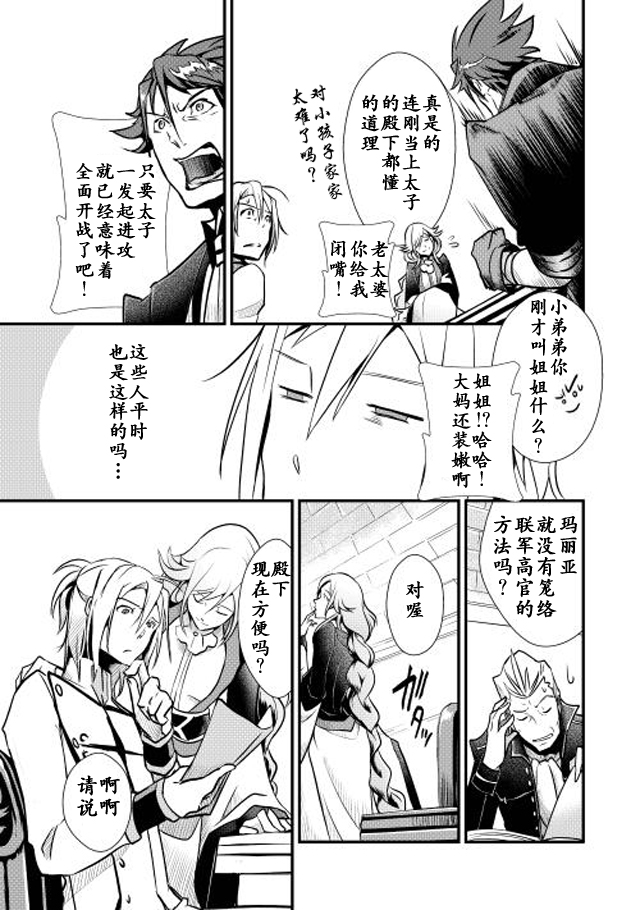 真是的
连刚当上太子
的殿下都懂
的道理
对小孩子家家
太难了吗？
老太婆
你给我
闭嘴！
只要太子
一发起进攻
就已经意味着
全面开战了吧！
小弟弟你
刚才叫姐姐什么？
姐姐!?哈哈!
大妈还装嫩啊
这些人平时
也是这样的吗
…
玛丽亚
就没有笼络
联军高官的
方法吗？
对喔
ガタッ
殿下
现在方便吗？
请说啊啊